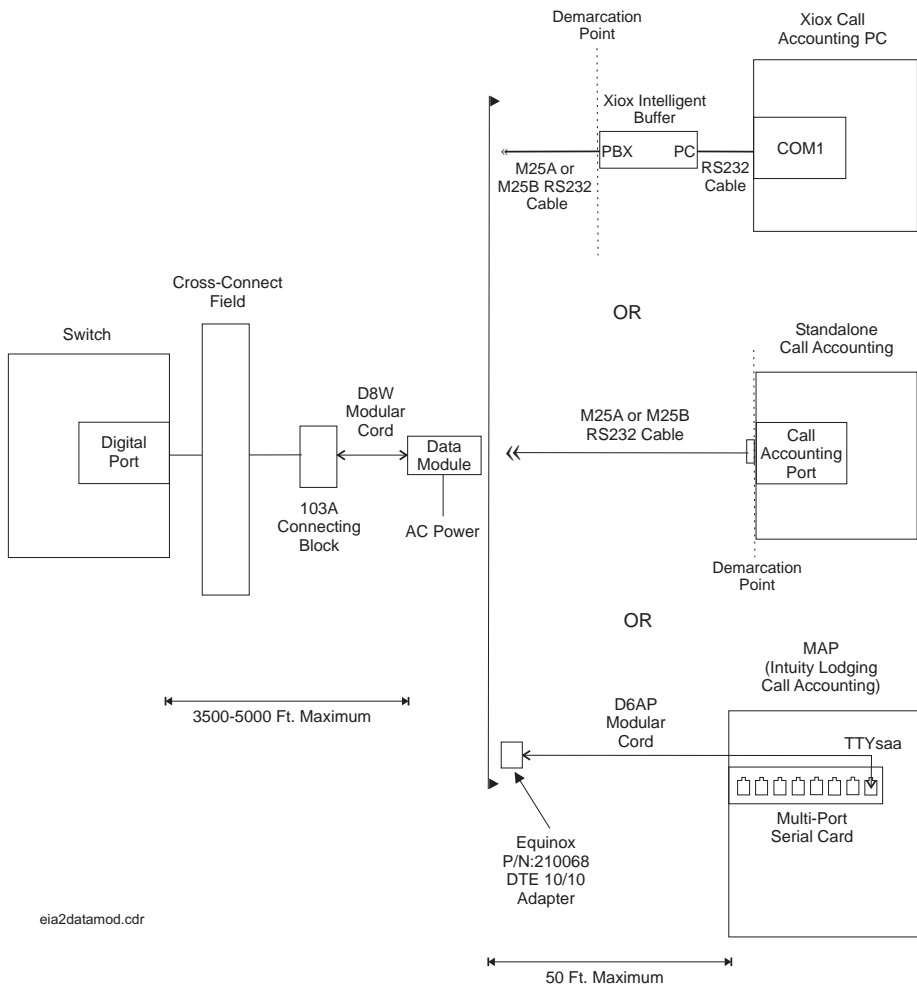 Demarcation
Point
Xiox Call
Accounting PC
Xiox Intelligent
Buffer
PBX
PC
COM1
M25A or
M25B RS232
Cable
RS232
Cable
Cross-Connect
Field
OR
Switch
Standalone
Call Accounting
D8W
Modular
Cord
M25A or M25B
RS232 Cable
Digital
Port
Data
Module
Call
Accounting
Port
103A
Connecting
Block
AC Power
Demarcation
Point
OR
MAP
(Intuity Lodging
Call Accounting)
3500-5000 Ft. Maximum
D6AP
Modular
Cord
TTYsaa
Multi-Port
Serial Card
Equinox
P/N:210068
DTE 10/10
Adapter
eia2datamod.cdr
50 Ft. Maximum